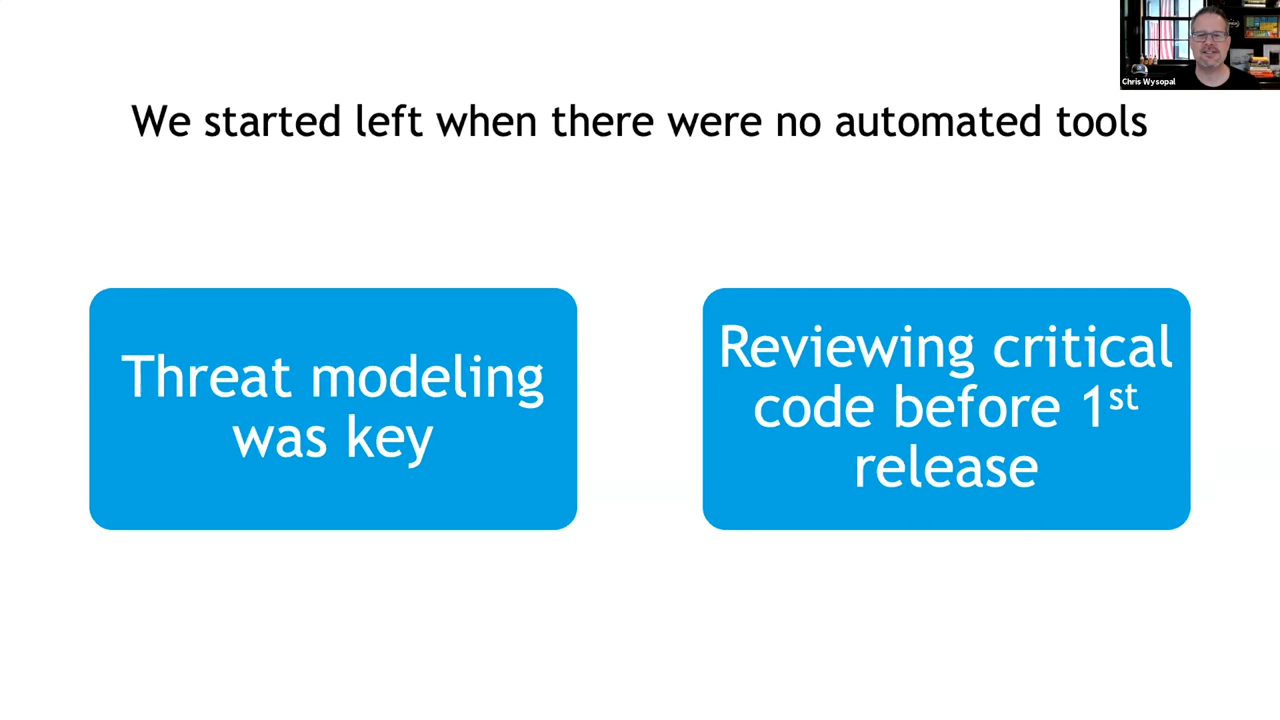 Chris Wysopal
We started left when there were no automated tools
Threat modeling
was key
Reviewing critical
code before 1st
release